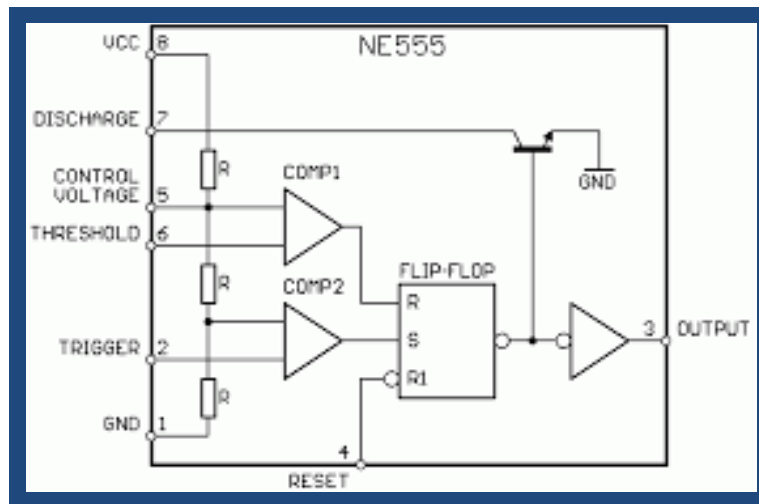 VCC 8 NE555
DISCHARGE 7
R COMP1
CONTROL
VOLTAGE 5 GND
THRESHOLD 6
FLIP-FLOP
R COMP2
R
S 3 OUTPUT
TRIGGER 2
R1
R
GND 1
4
RESET